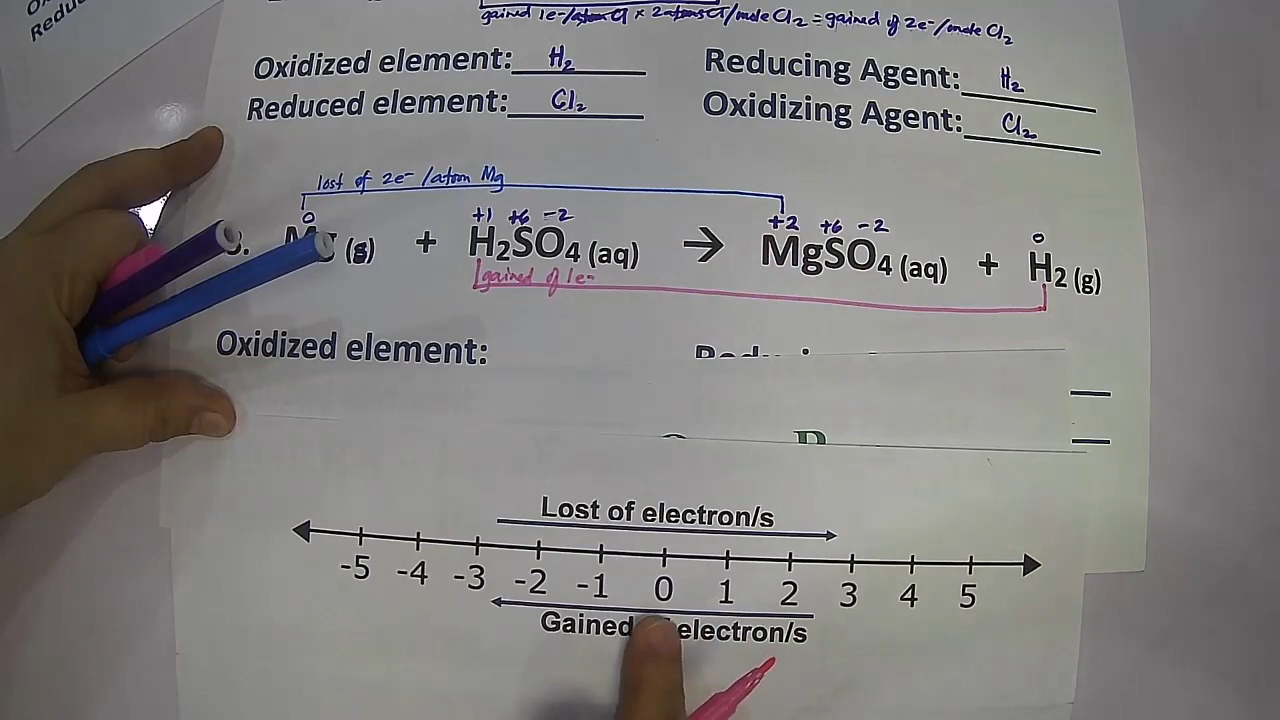 gained 1e-/atom Cl × 2 atoms Cl/mole Cl₂ = gained of 2e-/mole Cl₂
Oxidized element: H₂ Reducing Agent: H₂
Reduced element: Cl₂ Oxidizing Agent: Cl₂
lost of 2e- /atom Mg
0 +1 +6 -2 +2 +6 -2 0
(g) + H₂SO₄ (aq) → MgSO₄ (aq) + H₂ (g)
gained of 1e-
Oxidized element:
Lost of electron/s
-5 -4 -3 -2 -1 0 1 2 3 4 5
Gained electron/s